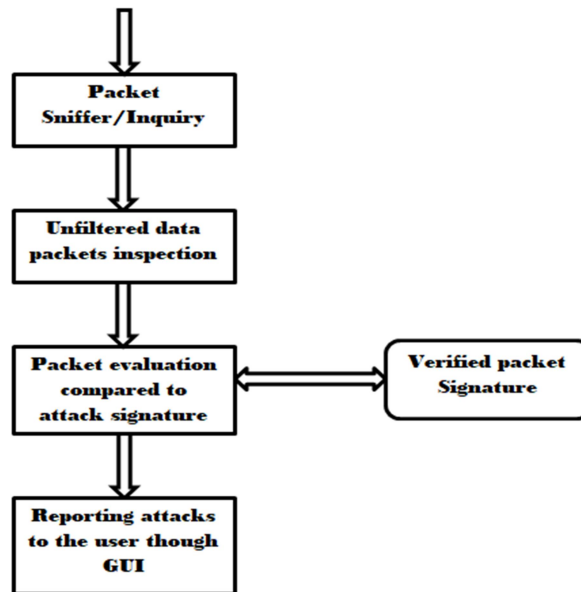 Packet
Sniffer/Inquiry
Unfiltered data
packets inspection
Packet evaluation
compared to
attack signature
Verified packet
Signature
Reporting attacks
to the user though
GUI